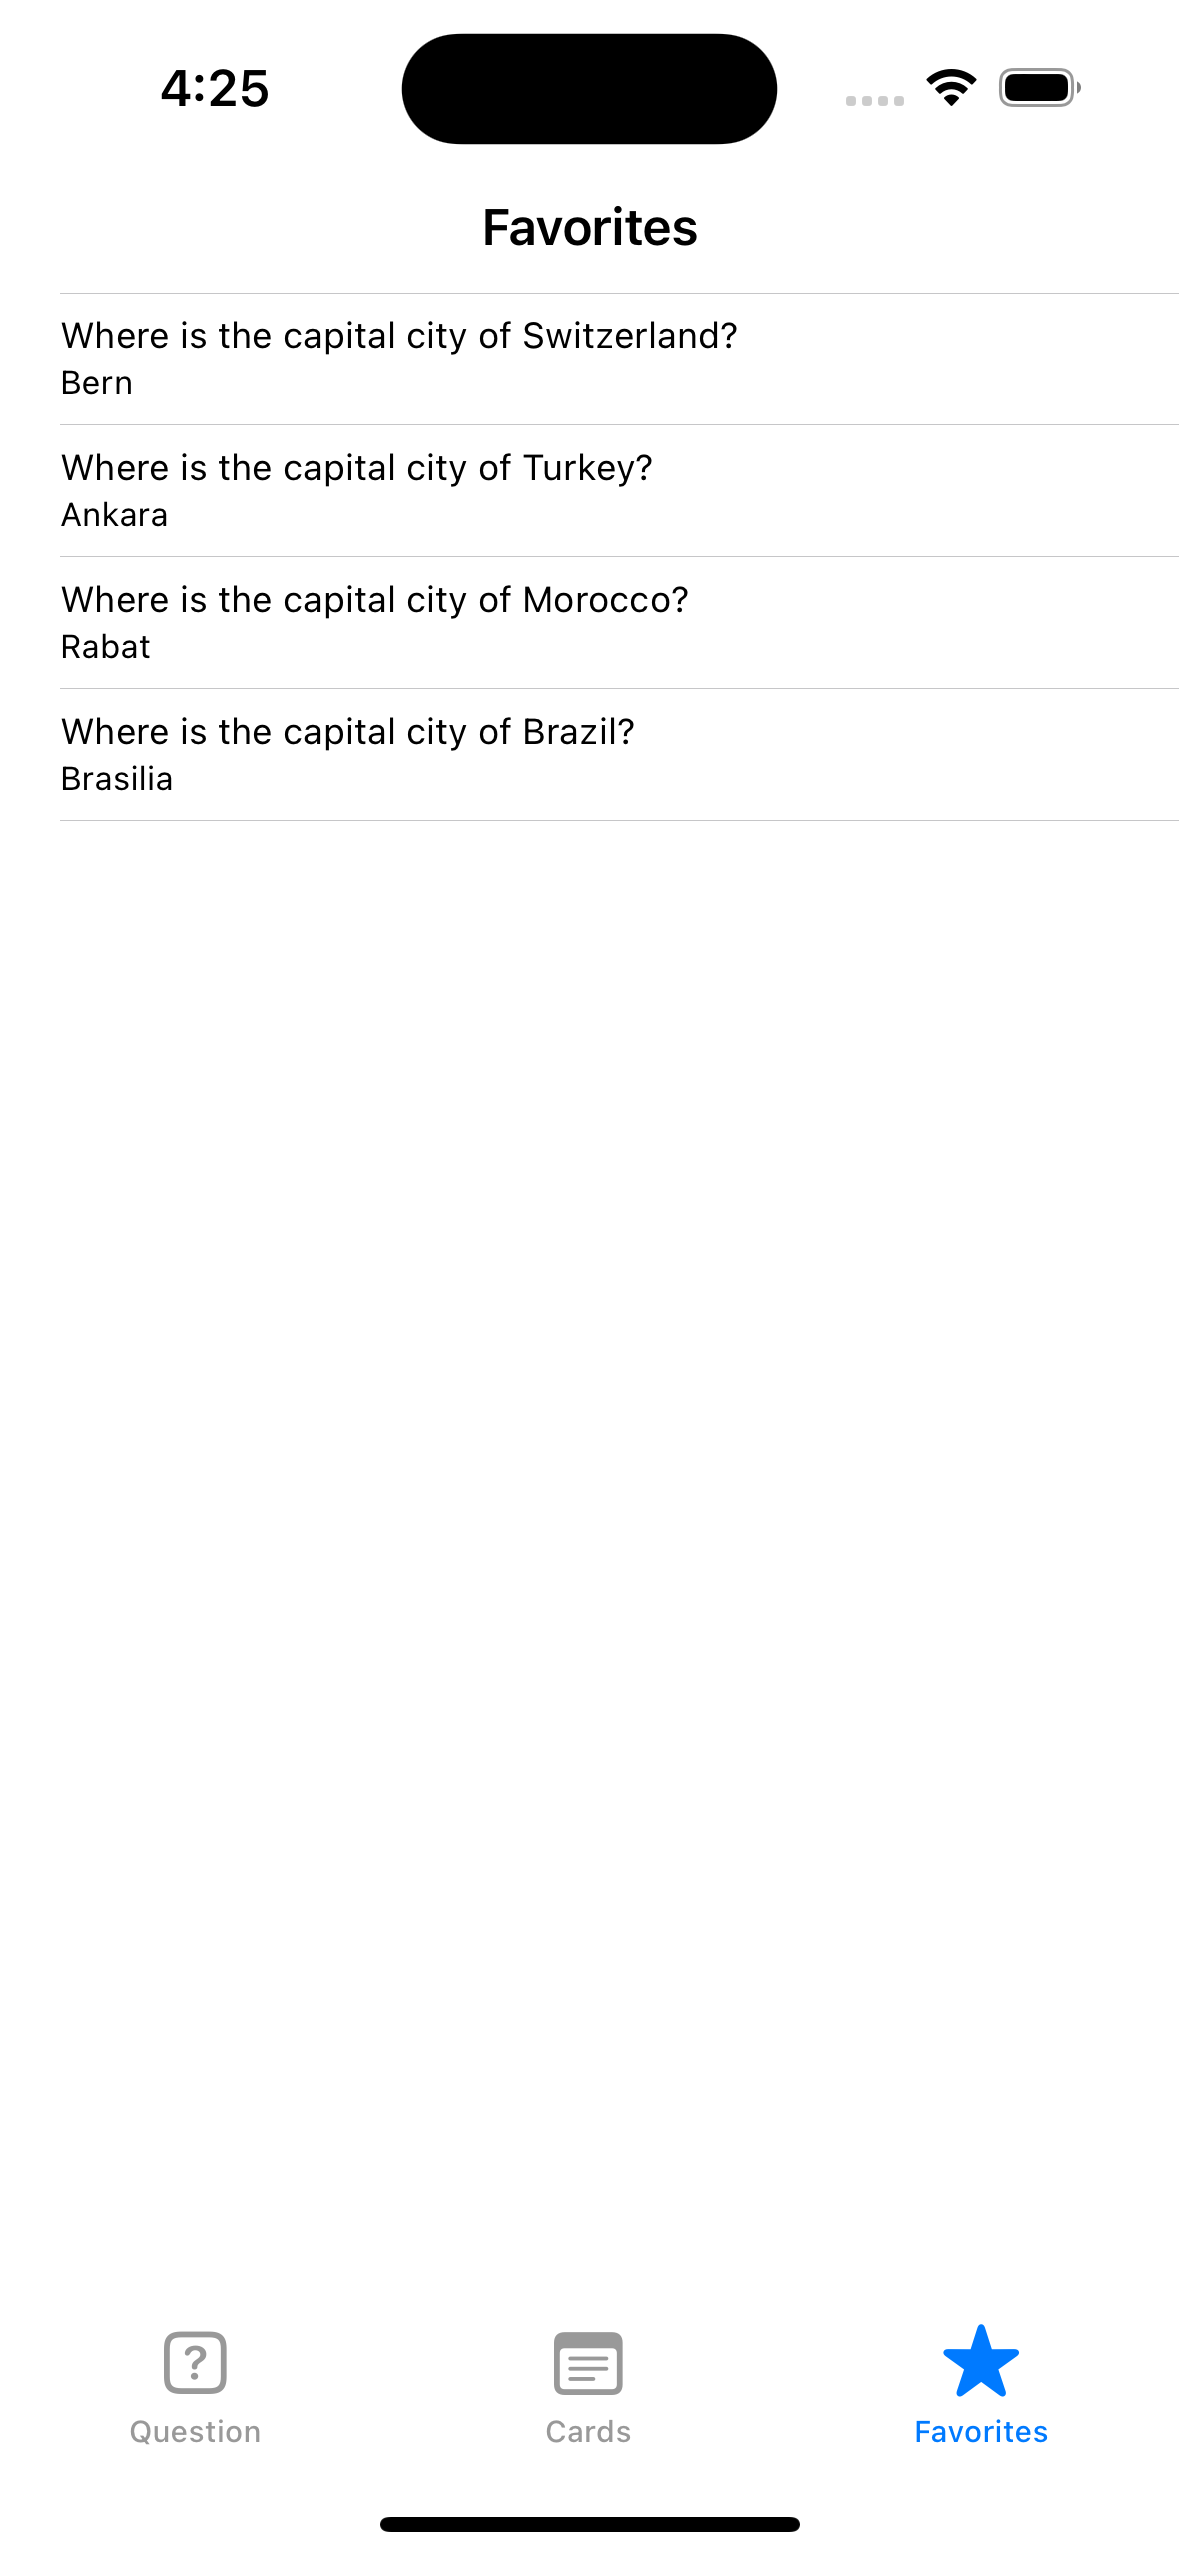 4:25
Favorites
Where is the capital city of Switzerland?
Bern
Where is the capital city of Turkey?
Ankara
Where is the capital city of Morocco?
Rabat
Where is the capital city of Brazil?
Brasilia
Question
Cards
Favorites